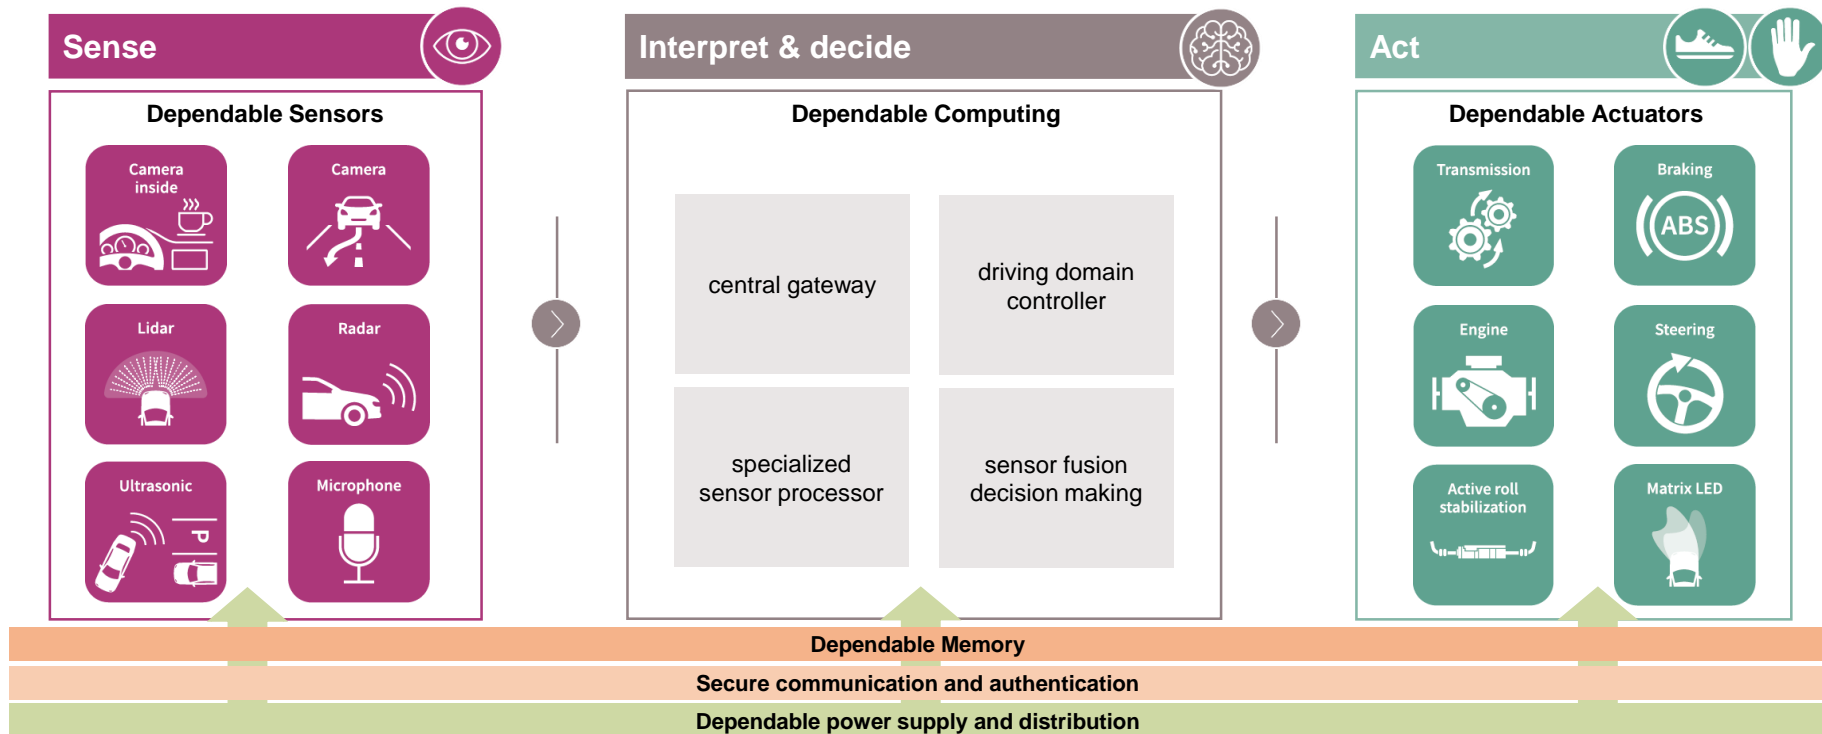 Sense
Dependable Sensors
Camera
inside
Camera
Lidar
Radar
Ultrasonic
P
Microphone
Interpret & decide
Dependable Computing
central gateway
driving domain
controller
specialized
sensor processor
sensor fusion
decision making
Act
Dependable Actuators
Transmission
Braking
ABS
Engine
Steering
Active roll
stabilization
Matrix LED
Dependable Memory
Secure communication and authentication
Dependable power supply and distribution